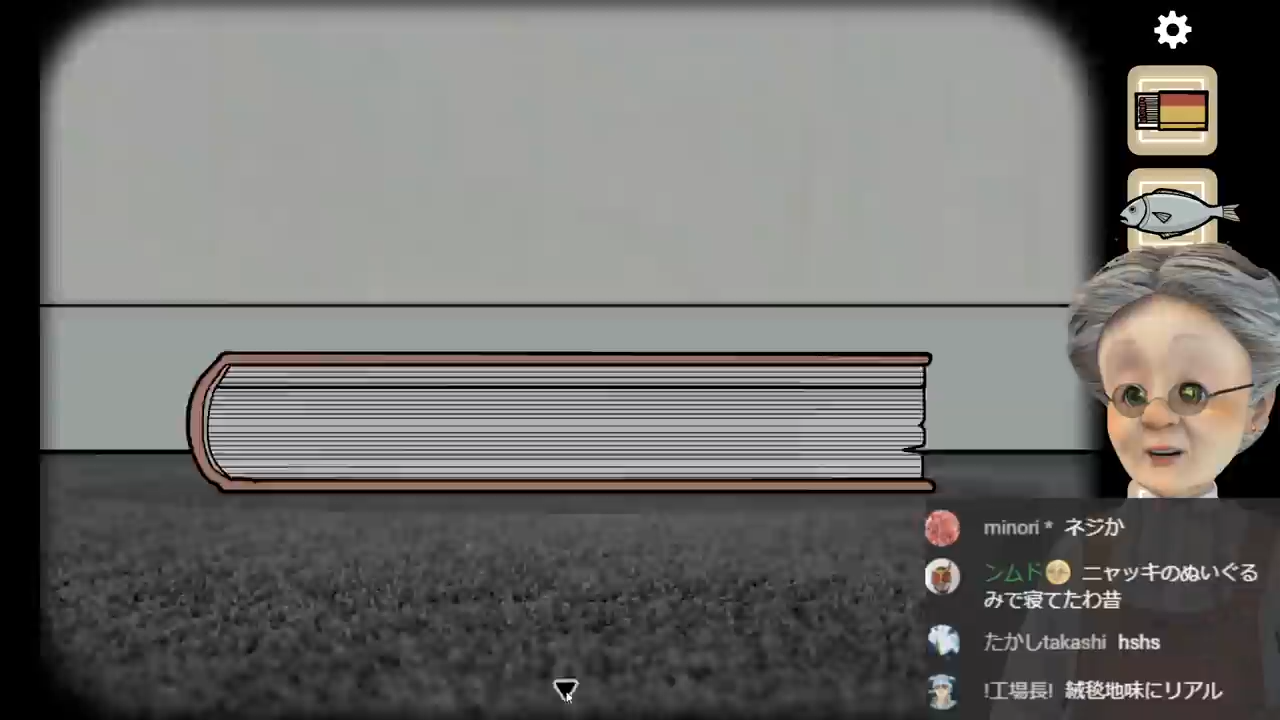 minori * ネジか
ンムド ニャッキのぬいぐる
みで寝てたわ昔
たかしtakashi hshs
!工場長! 絨毯地味にリアル